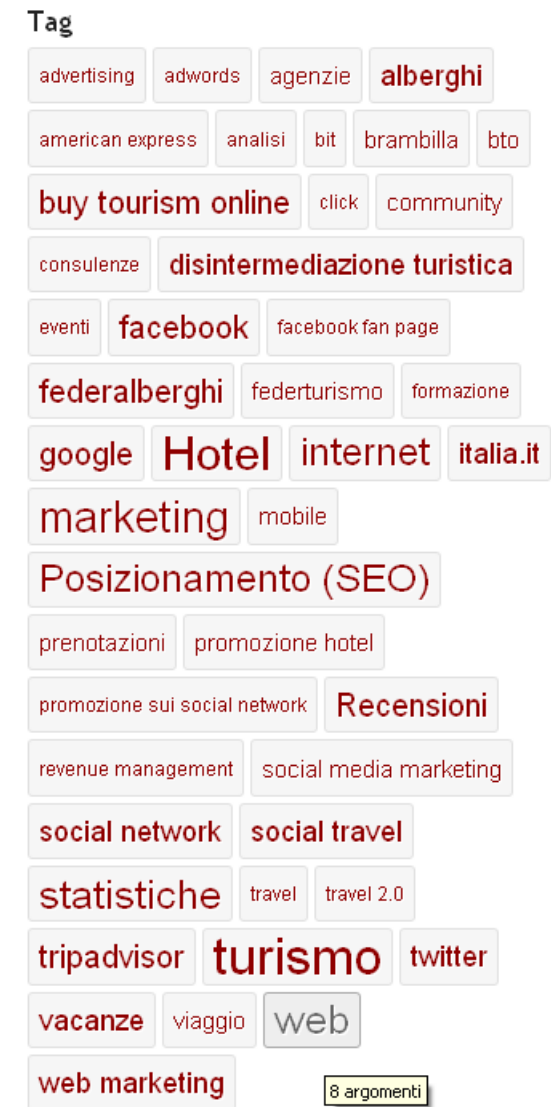 Tag
advertising adwords agenzie alberghi
american express analisi bit brambilla bto
buy tourism online click community
consulenze disintermediazione turistica
eventi facebook facebook fan page
federalberghi federturismo formazione
google Hotel internet italia.it
marketing mobile
Posizionamento (SEO)
prenotazioni promozione hotel
promozione sui social network Recensioni
revenue management social media marketing
social network social travel
statistiche travel travel 2.0
tripadvisor turismo twitter
vacanze viaggio web
web marketing
8 argomenti